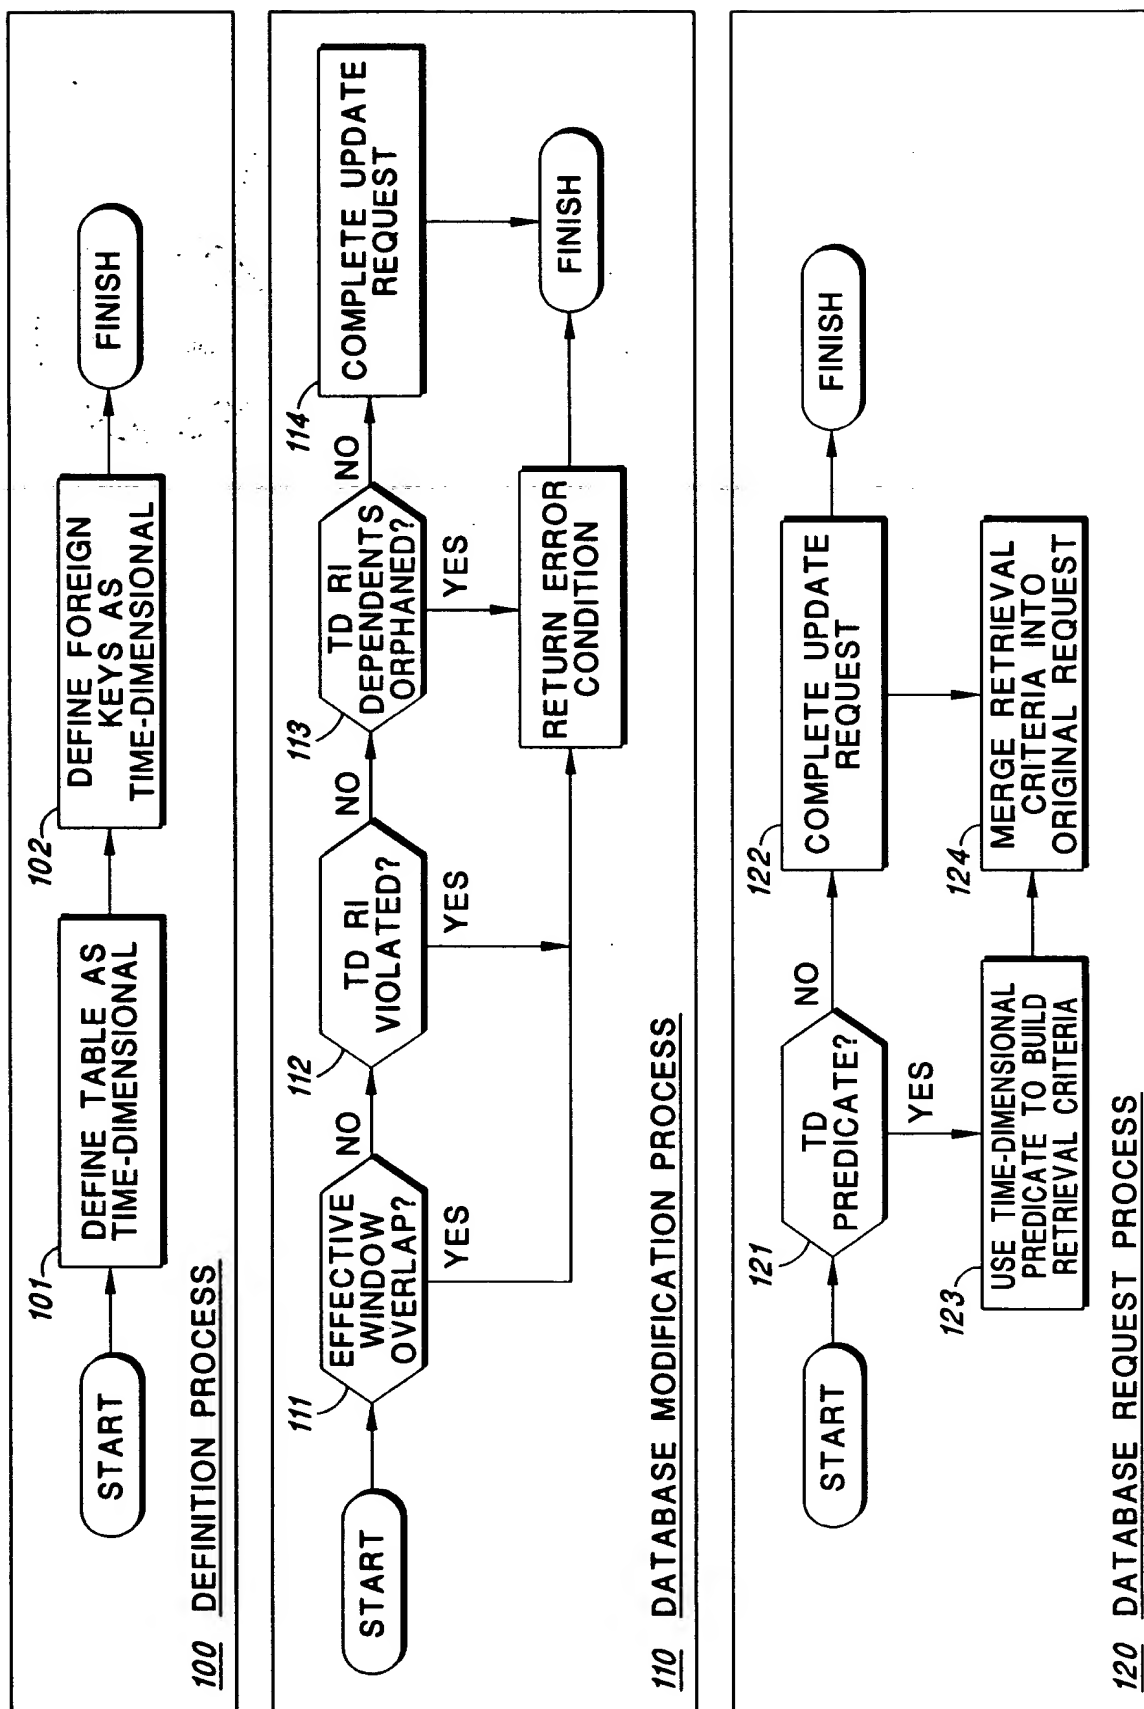 START
101
DEFINE TABLE AS
TIME-DIMENSIONAL
102
DEFINE FOREIGN
KEYS AS
TIME-DIMENSIONAL
FINISH
100 DEFINITION PROCESS
START
111
EFFECTIVE
WINDOW
OVERLAP?
NO
YES
112
TD RI
VIOLATED?
NO
YES
113
TD RI
DEPENDENTS
ORPHANED?
NO
YES
114
COMPLETE UPDATE
REQUEST
RETURN ERROR
CONDITION
FINISH
110 DATABASE MODIFICATION PROCESS
START
121
TD
PREDICATE?
NO
YES
122
COMPLETE UPDATE
REQUEST
FINISH
123
USE TIME-DIMENSIONAL
PREDICATE TO BUILD
RETRIEVAL CRITERIA
124
MERGE RETRIEVAL
CRITERIA INTO
ORIGINAL REQUEST
120 DATABASE REQUEST PROCESS